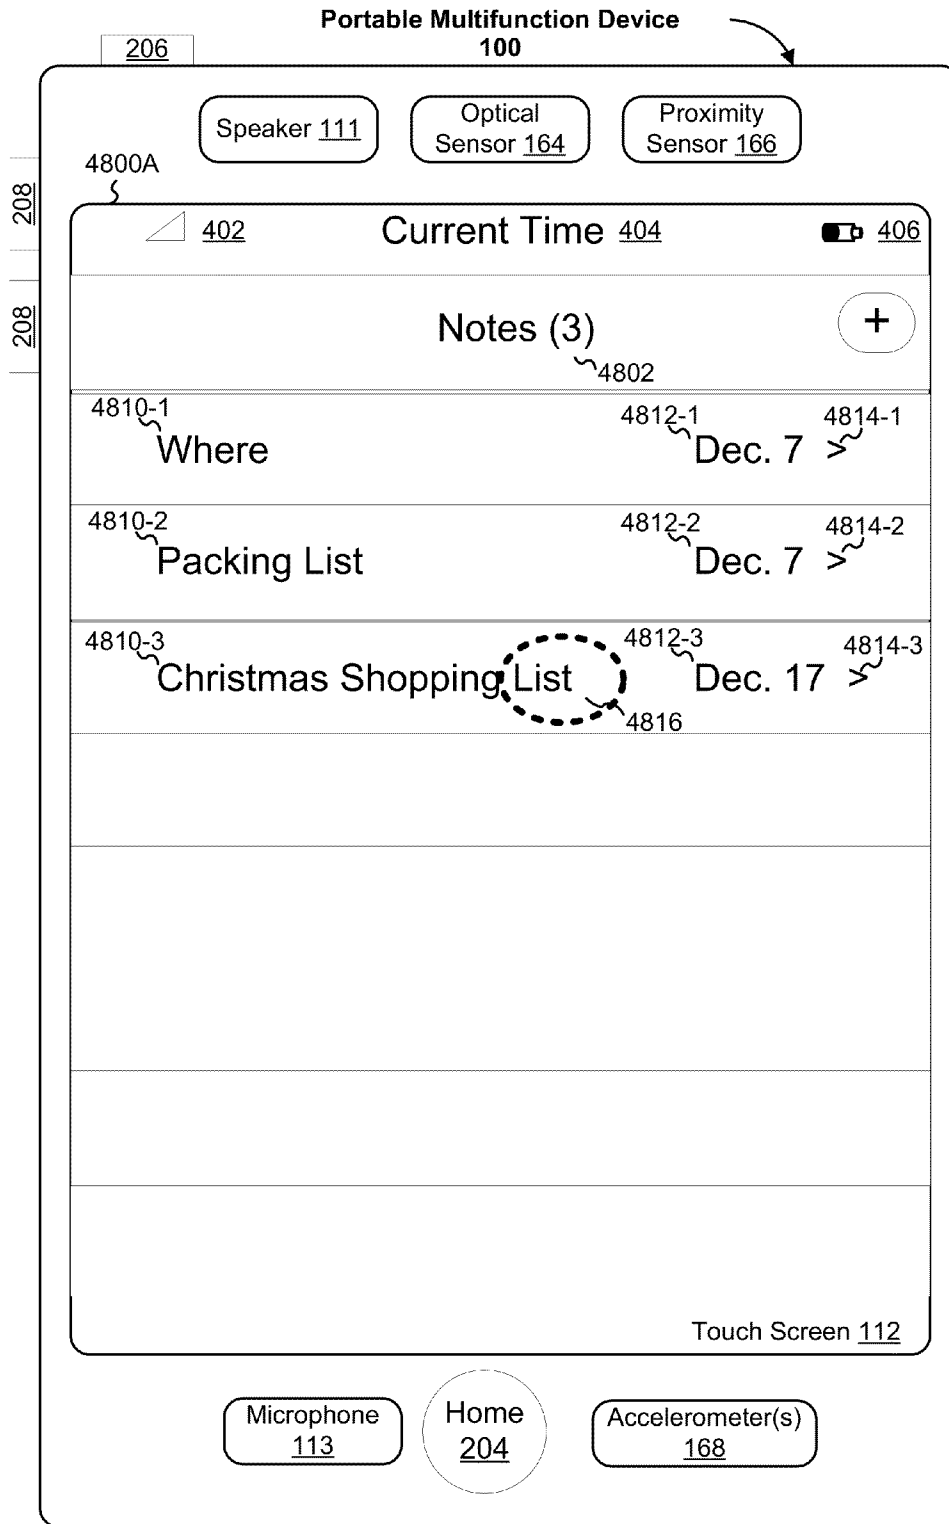 Portable Multifunction Device
100
206
Speaker 111
Optical
Sensor 164
Proximity
Sensor 166
4800A
208
402
Current Time 404
406
208
Notes (3)
+
4802
4810-1
4812-1
4814-1
Where
Dec. 7 >
4810-2
4812-2
4814-2
Packing List
Dec. 7 >
4810-3
4812-3
4814-3
Christmas Shopping List
Dec. 17 >
4816
Touch Screen 112
Microphone
113
Home
204
Accelerometer(s)
168